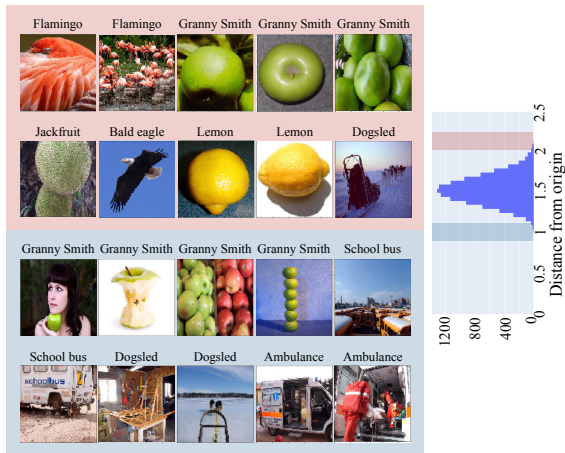 Flamingo Flamingo Granny Smith Granny Smith Granny Smith
Jackfruit Bald eagle Lemon Lemon Dogsled
Granny Smith Granny Smith Granny Smith Granny Smith School bus
School bus Dogsled Dogsled Ambulance Ambulance
schoolbus
2.5
2
1.5
1
0.5
0
Distance from origin
1200
800
400
0